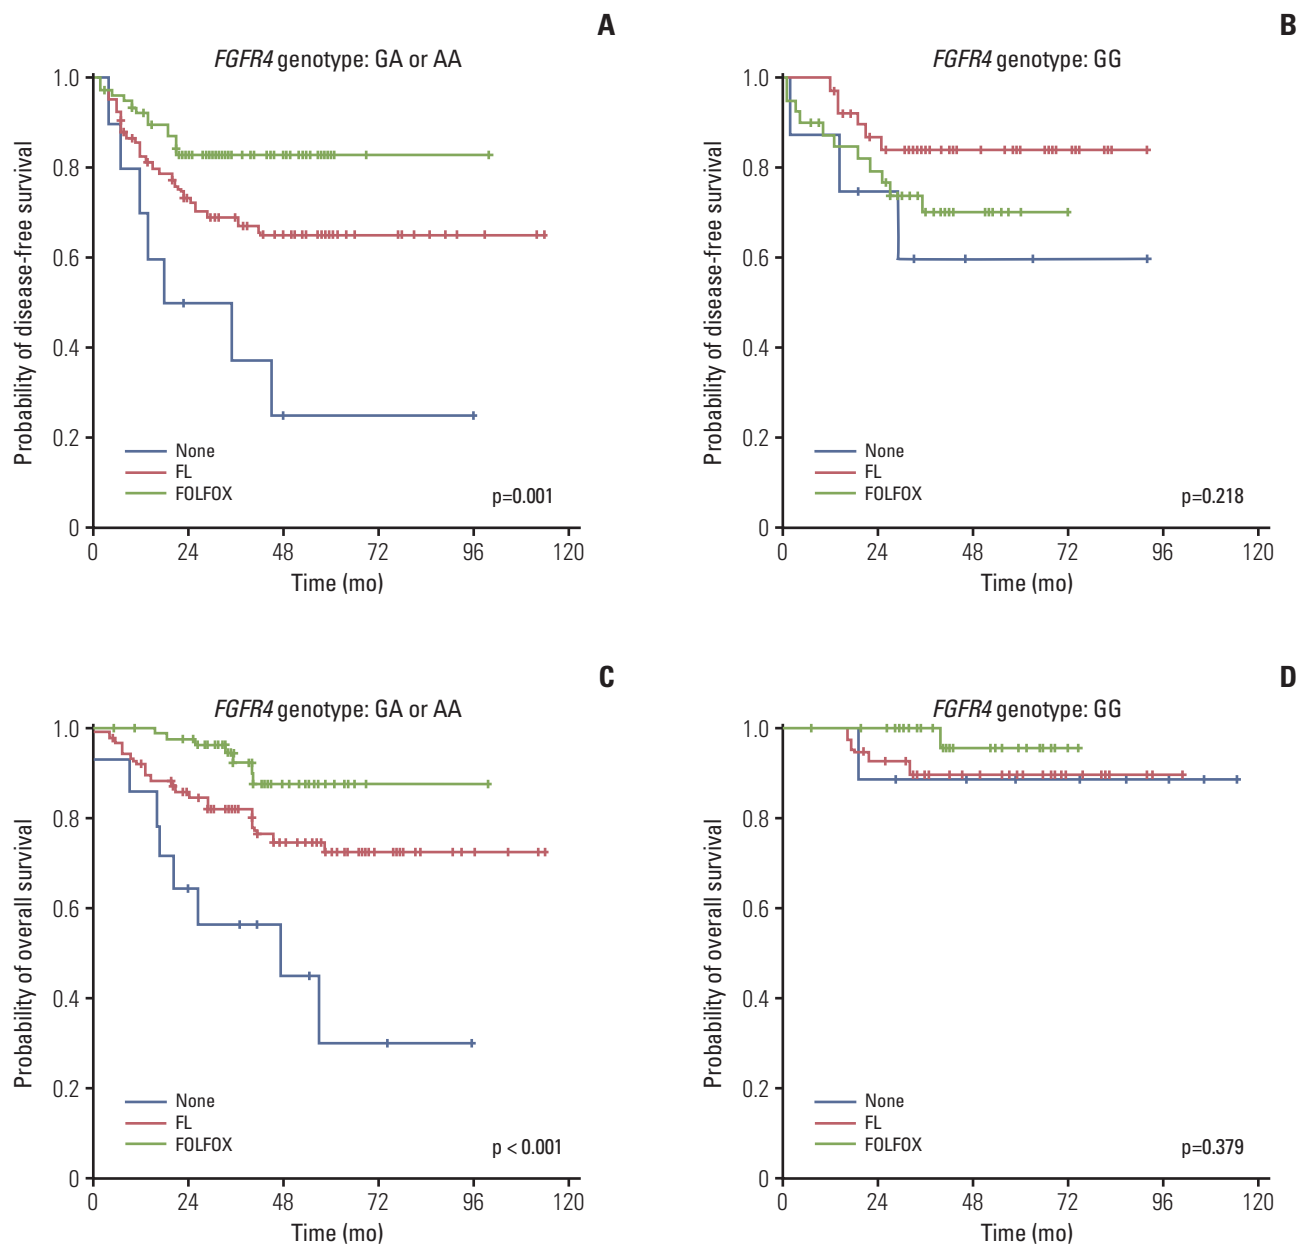 A
FGFR4 genotype: GA or AA
1.0
0.8
0.6
0.4
0.2
0
Probability of disease-free survival
None
FL
FOLFOX
p=0.001
0 24 48 72 96 120
Time (mo)
B
FGFR4 genotype: GG
1.0
0.8
0.6
0.4
0.2
0
Probability of disease-free survival
None
FL
FOLFOX
p=0.218
0 24 48 72 96 120
Time (mo)
C
FGFR4 genotype: GA or AA
1.0
0.8
0.6
0.4
0.2
0
Probability of overall survival
None
FL
FOLFOX
p < 0.001
0 24 48 72 96 120
Time (mo)
D
FGFR4 genotype: GG
1.0
0.8
0.6
0.4
0.2
0
Probability of overall survival
None
FL
FOLFOX
p=0.379
0 24 48 72 96 120
Time (mo)